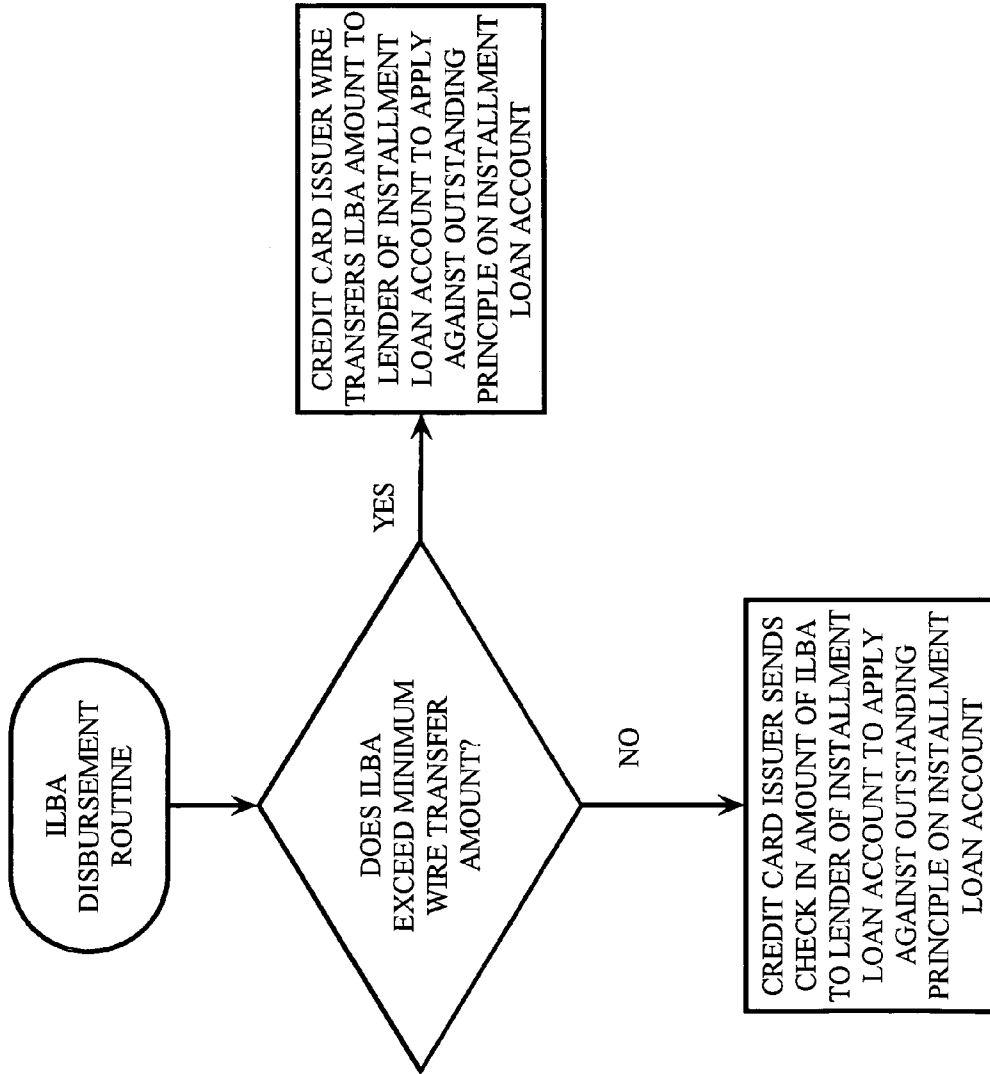 ILBA
DISBURSEMENT
ROUTINE
DOES ILBA
EXCEED MINIMUM
WIRE TRANSFER
AMOUNT?
YES
CREDIT CARD ISSUER WIRE
TRANSFERS ILBA AMOUNT TO
LENDER OF INSTALLMENT
LOAN ACCOUNT TO APPLY
AGAINST OUTSTANDING
PRINCIPLE ON INSTALLMENT
LOAN ACCOUNT
NO
CREDIT CARD ISSUER SENDS
CHECK IN AMOUNT OF ILBA
TO LENDER OF INSTALLMENT
LOAN ACCOUNT TO APPLY
AGAINST OUTSTANDING
PRINCIPLE ON INSTALLMENT
LOAN ACCOUNT